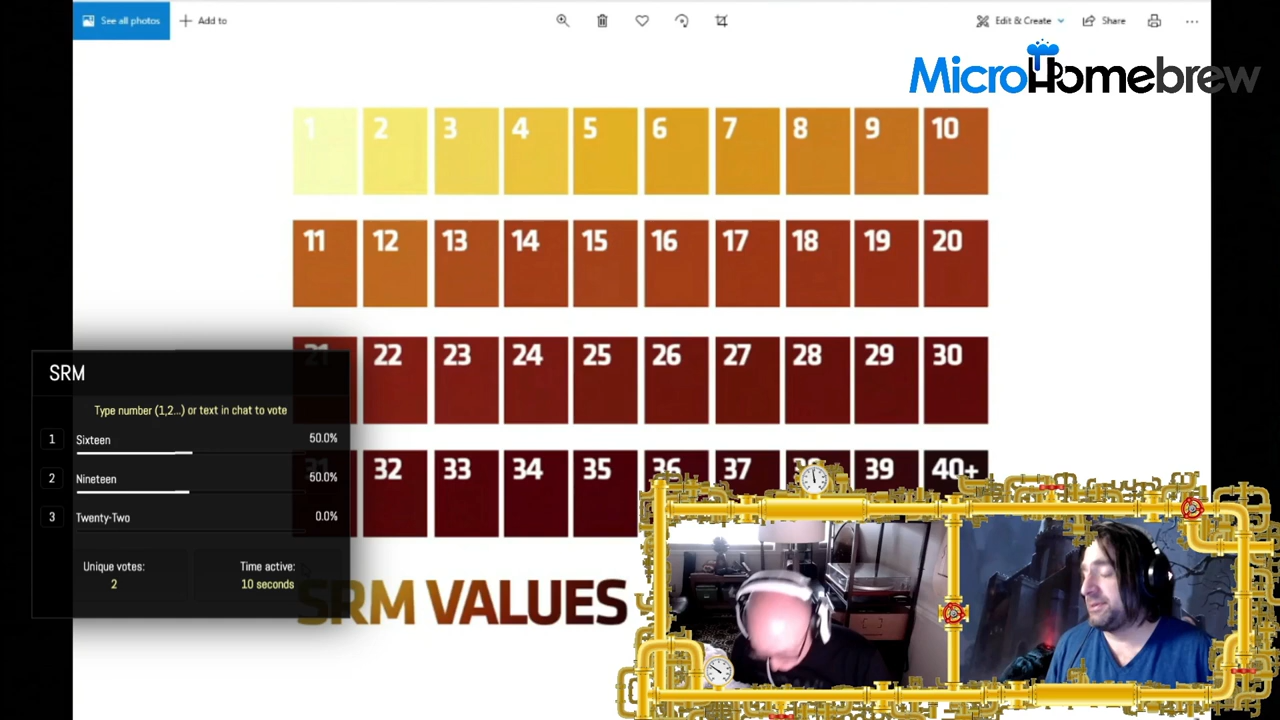 See all photos
Add to
Edit & Create
Share
MicroHomebrew
1 2 3 4 5 6 7 8 9 10
11 12 13 14 15 16 17 18 19 20
21 22 23 24 25 26 27 28 29 30
31 32 33 34 35 36 37 38 39 40+
SRM VALUES
SRM
Type number (1,2...) or text in chat to vote
1 Sixteen 50.0%
2 Nineteen 50.0%
3 Twenty-Two 0.0%
Unique votes:
2
Time active:
10 seconds